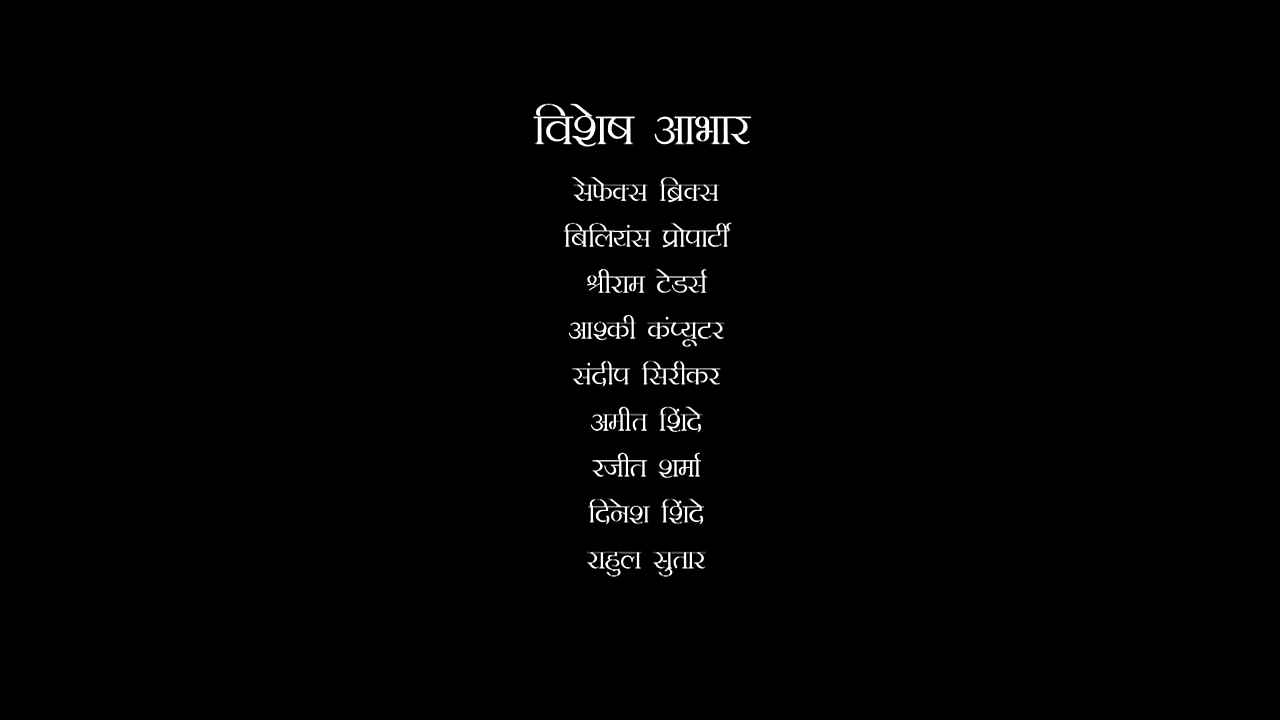 विशेष आभार
सेफेक्स ब्रिक्स
बिलियंस प्रोपार्टी
श्रीराम टेडर्स
आश्की कंप्यूटर
संदीप सिरीकर
अमीत शिंदे
रजीत शर्मा
दिनेश शिंदे
राहुल सुतार